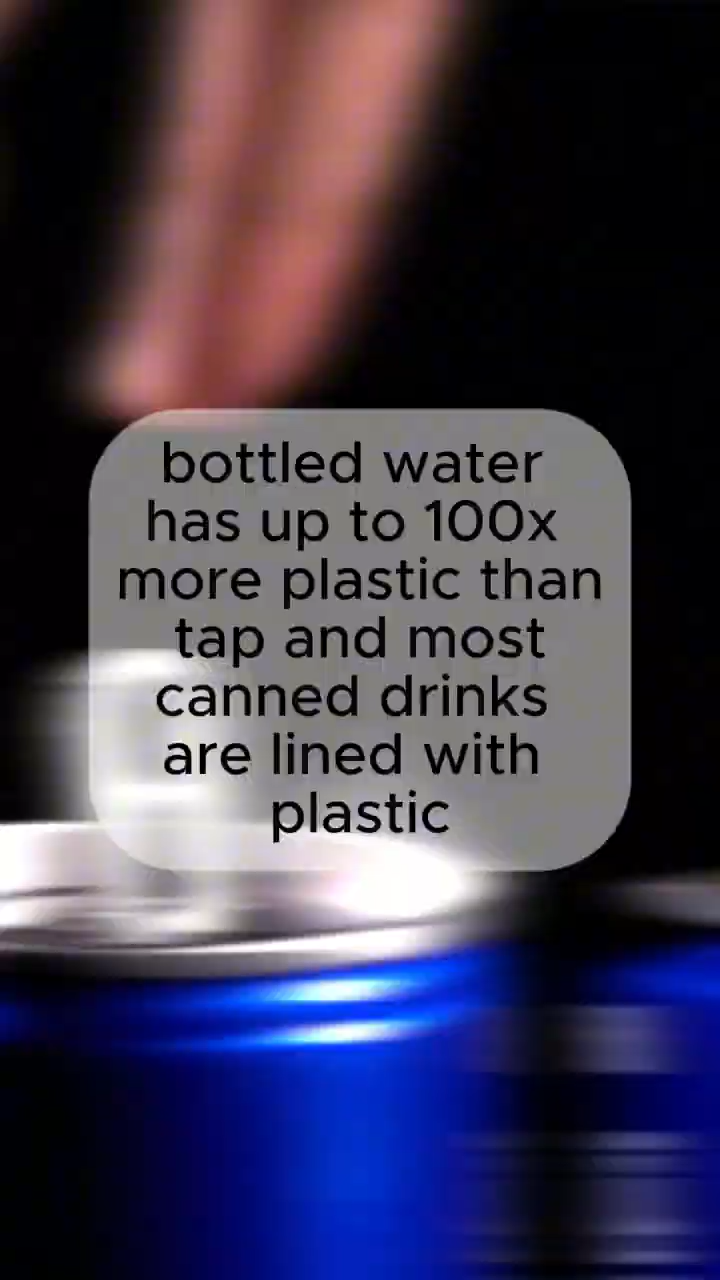 bottled water
has up to 100x
more plastic than
tap and most
canned drinks
are lined with
plastic